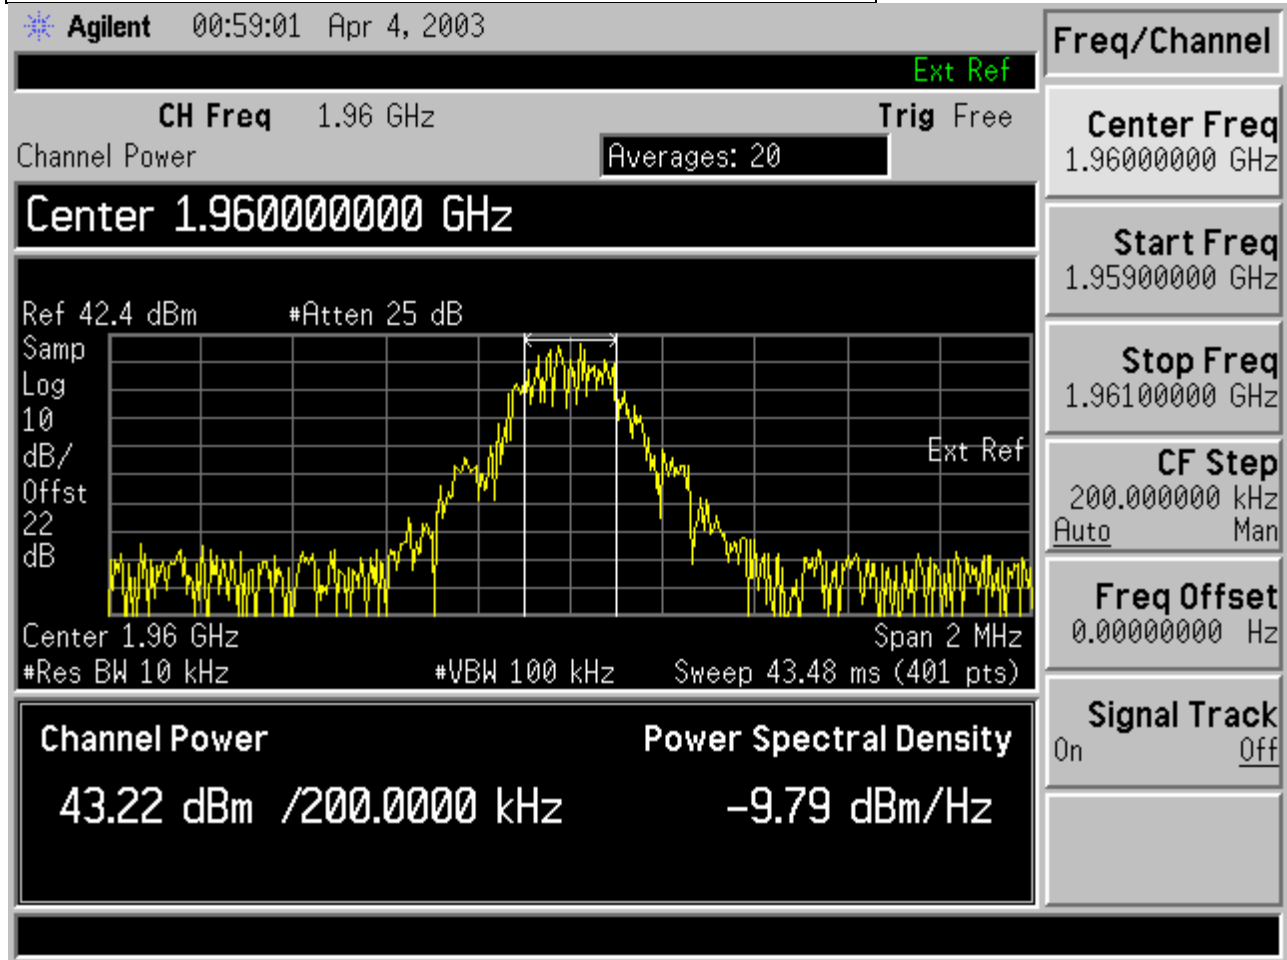 Agilent 00:59:01 Apr 4, 2003
Ext Ref
CH Freq 1.96 GHz Trig Free
Channel Power Averages: 20
Center 1.960000000 GHz
Ref 42.4 dBm #Atten 25 dB
Samp
Log
10
dB/
Offst
22
dB
Ext Ref
Center 1.96 GHz Span 2 MHz
#Res BW 10 kHz #VBW 100 kHz Sweep 43.48 ms (401 pts)
Channel Power Power Spectral Density
43.22 dBm /200.0000 kHz -9.79 dBm/Hz
Freq/Channel
Center Freq
1.96000000 GHz
Start Freq
1.95900000 GHz
Stop Freq
1.96100000 GHz
CF Step
200.000000 kHz
Auto Man
Freq Offset
0.00000000 Hz
Signal Track
On Off